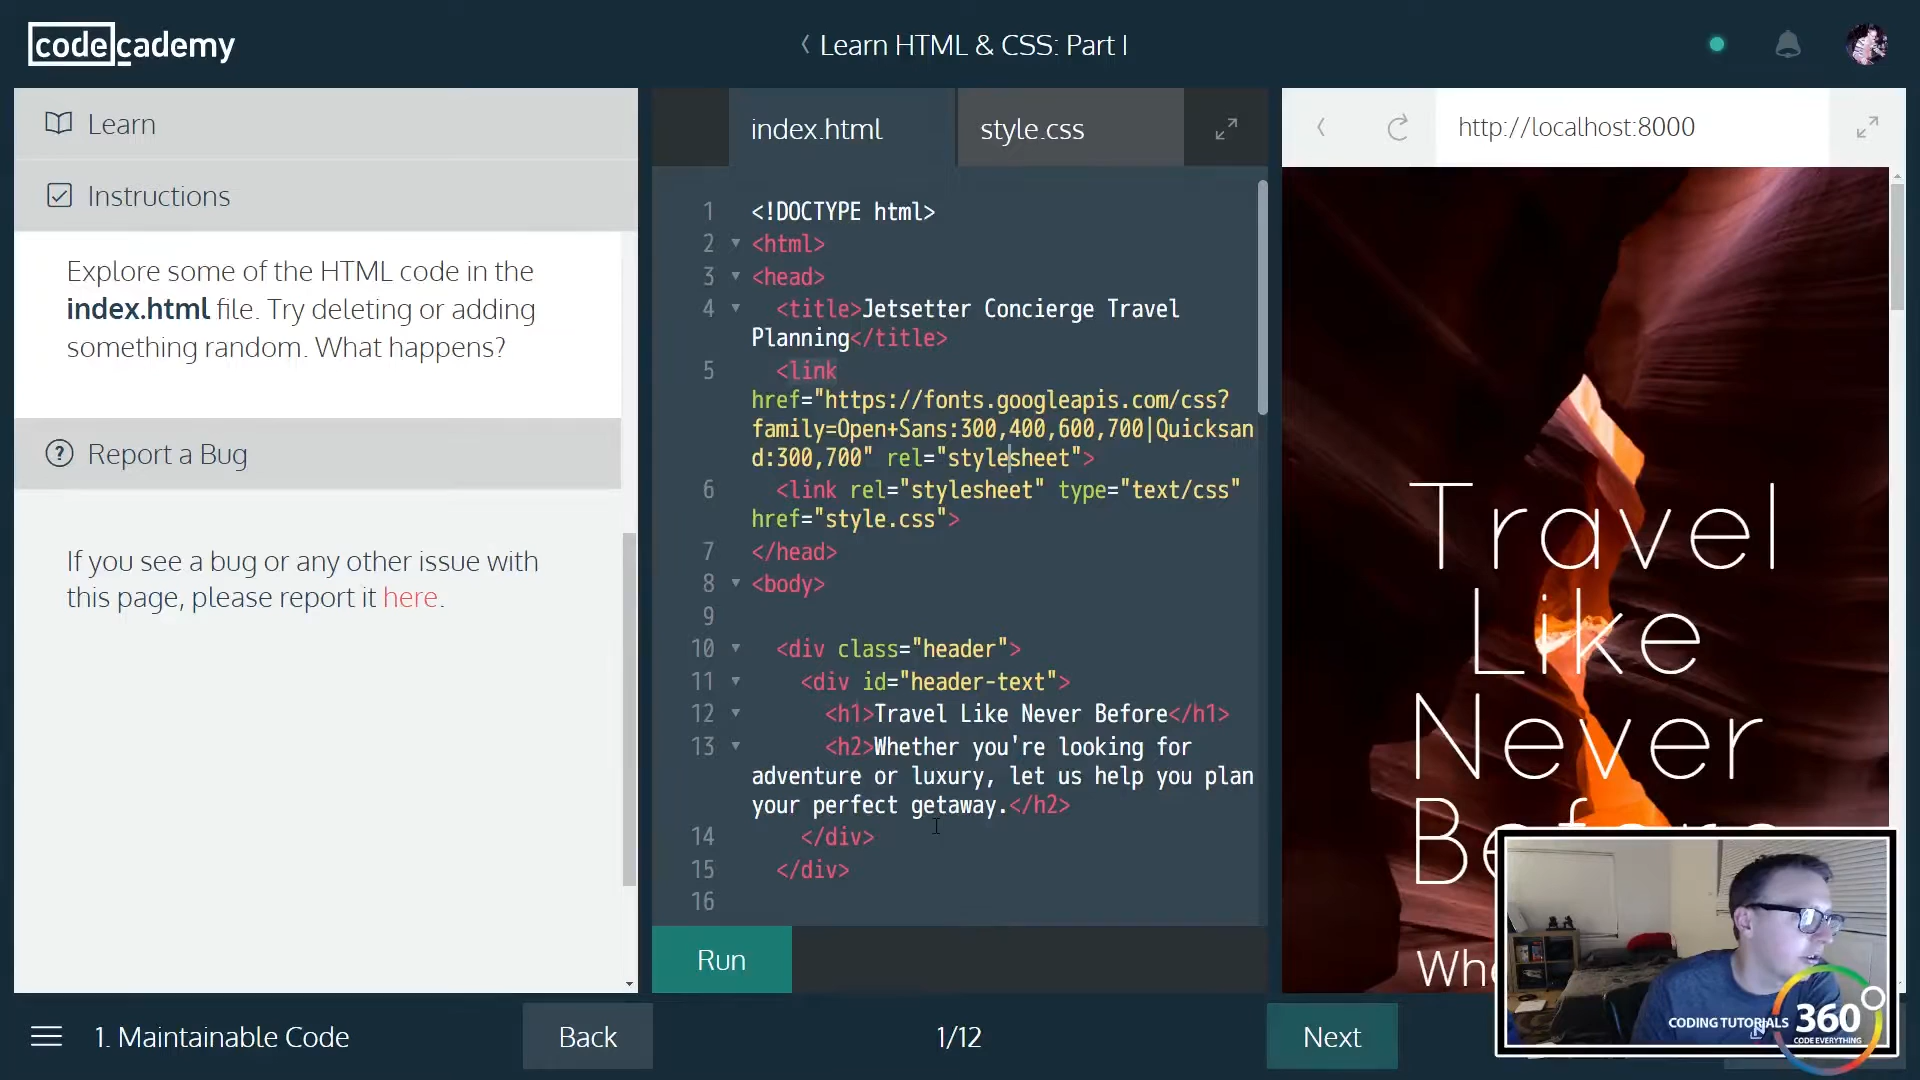 codecademy
Learn HTML & CSS: Part I
Learn
Instructions
Explore some of the HTML code in the
index.html file. Try deleting or adding
something random. What happens?
Report a Bug
If you see a bug or any other issue with
this page, please report it here.
index.html
style.css
1 <!DOCTYPE html>
2 <html>
3 <head>
4 <title>Jetsetter Concierge Travel
Planning</title>
5 <link
href="https://fonts.googleapis.com/css?
family=Open+Sans:300,400,600,700|Quicksan
d:300,700" rel="stylesheet">
6 <link rel="stylesheet" type="text/css"
href="style.css">
7 </head>
8 <body>
9
10 <div class="header">
11 <div id="header-text">
12 <h1>Travel Like Never Before</h1>
13 <h2>Whether you're looking for
adventure or luxury, let us help you plan
your perfect getaway.</h2>
14 </div>
15 </div>
16
Run
http://localhost:8000
Travel
Like
Never
Before
CODING TUTORIALS 360
CODE EVERYTHING
1. Maintainable Code
Back
1/12
Next